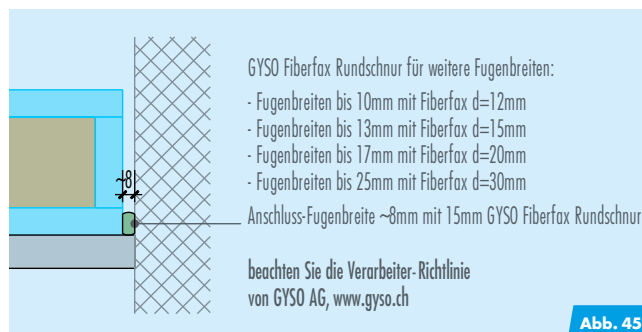 GYSO Fiberfax Rundschnur für weitere Fugenbreiten:
- Fugenbreiten bis 10mm mit Fiberfax d=12mm
- Fugenbreiten bis 13mm mit Fiberfax d=15mm
- Fugenbreiten bis 17mm mit Fiberfax d=20mm
- Fugenbreiten bis 25mm mit Fiberfax d=30mm
~8
Anschluss-Fugenbreite ~8mm mit 15mm GYSO Fiberfax Rundschnur
beachten Sie die Verarbeiter-Richtlinie
von GYSO AG, www.gyso.ch
Abb. 45